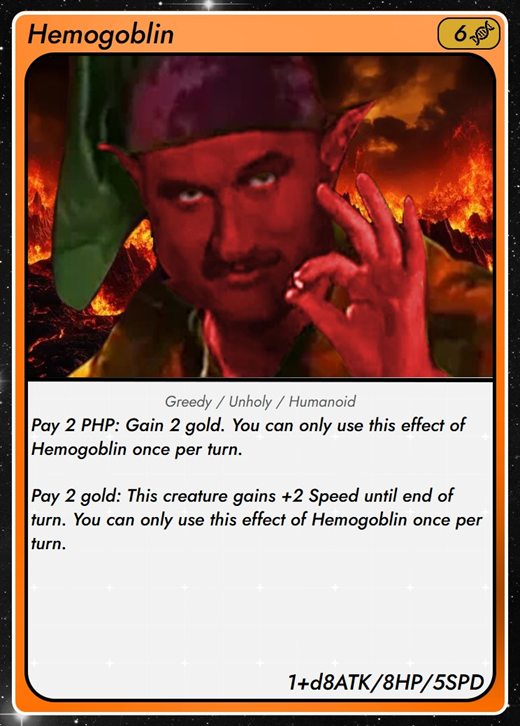 Hemogoblin
6
Greedy / Unholy / Humanoid
Pay 2 PHP: Gain 2 gold. You can only use this effect of
Hemogoblin once per turn.
Pay 2 gold: This creature gains +2 Speed until end of
turn. You can only use this effect of Hemogoblin once per
turn.
1+d8ATK/8HP/5SPD